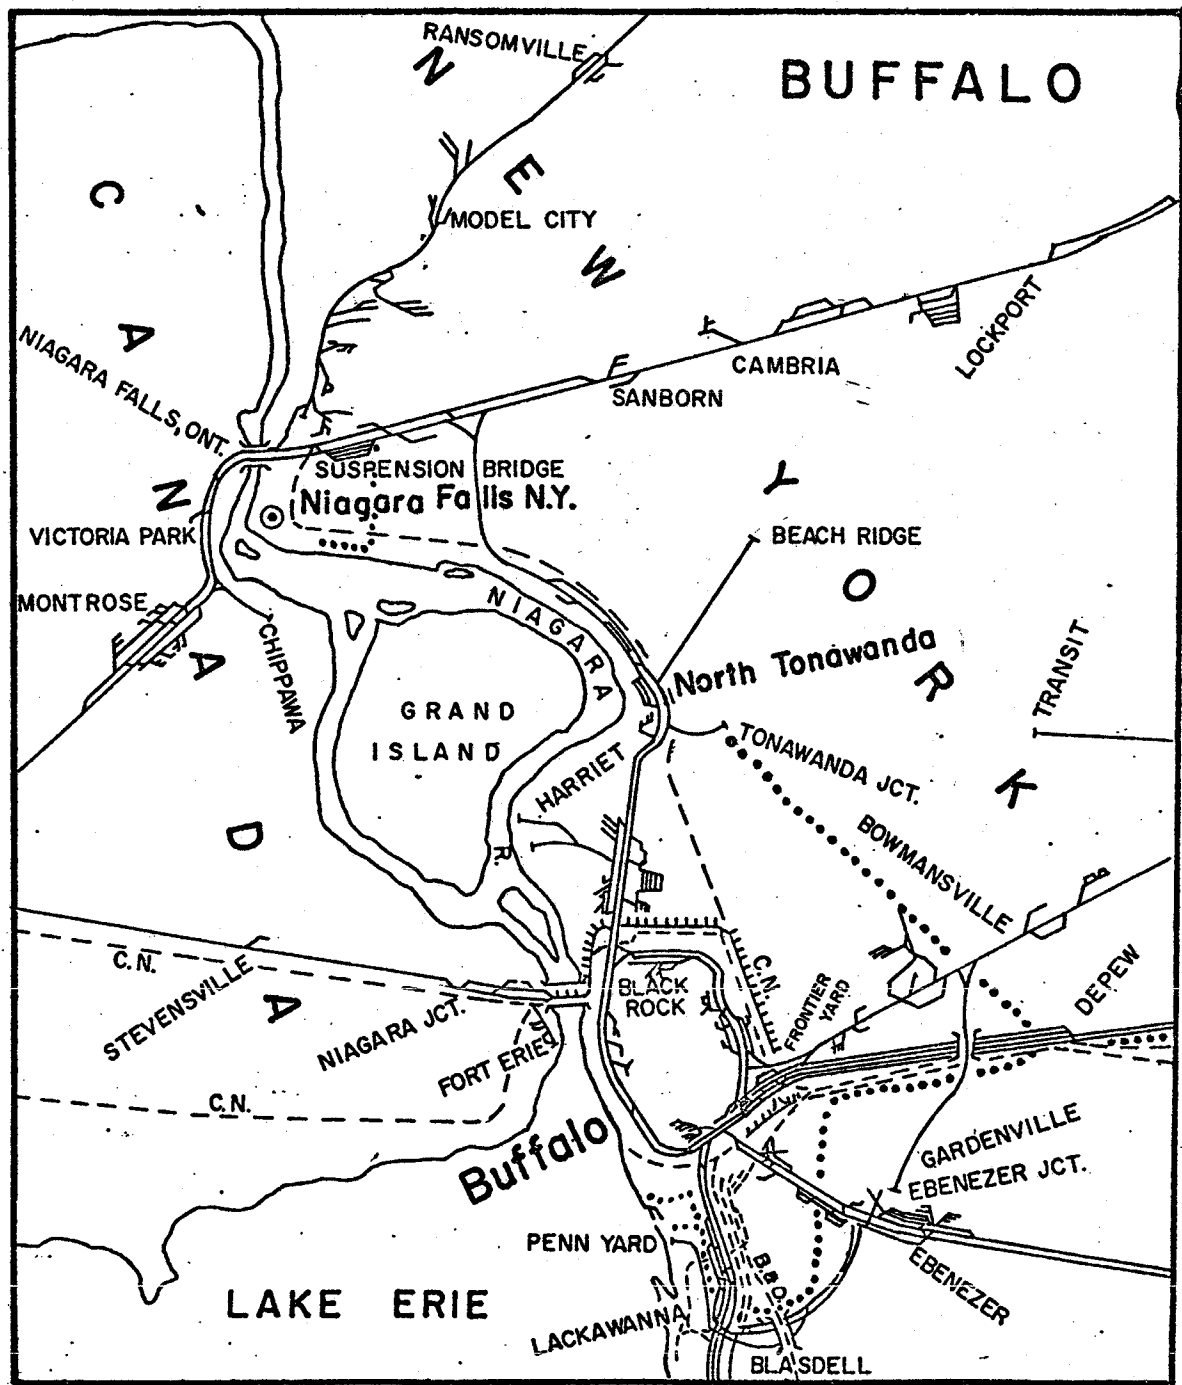 BUFFALO
RANSOMVILLE
NEW YORK
CANADA
MODEL CITY
NIAGARA FALLS, ONT.
LOCKPORT
CAMBRIA
SANBORN
SUSPENSION BRIDGE
Niagara Falls N.Y.
VICTORIA PARK
BEACH RIDGE
MONTROSE
NIAGARA R.
CHIPPAWA
North Tonawanda
TRANSIT
GRAND
ISLAND
HARRIET
TONAWANDA JCT.
BOWMANSVILLE
C.N.
STEVENSVILLE
NIAGARA JCT.
FORT ERIE
BLACK
ROCK
C.N.
FRONTIER
YARD
DEPEW
C.N.
Buffalo
GARDENVILLE
EBENEZER JCT.
PENN YARD
B.&O.
EBENEZER
LAKE ERIE
LACKAWANNA
BLASDELL